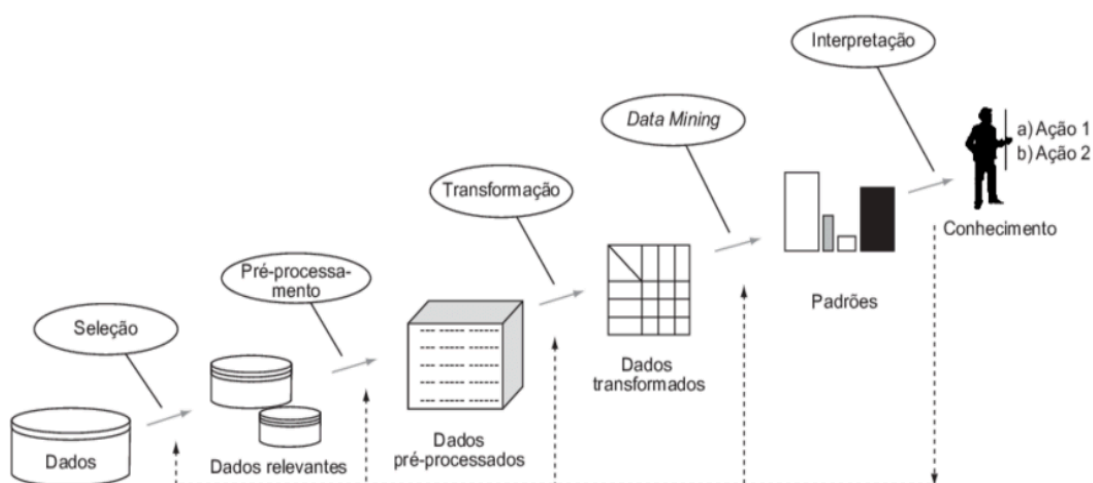 Interpretação
Data Mining
a) Ação 1
b) Ação 2
Transformação
Conhecimento
Pré-processa-
mento
Padrões
Seleção
Dados
transformados
Dados
pré-processados
Dados relevantes
Dados